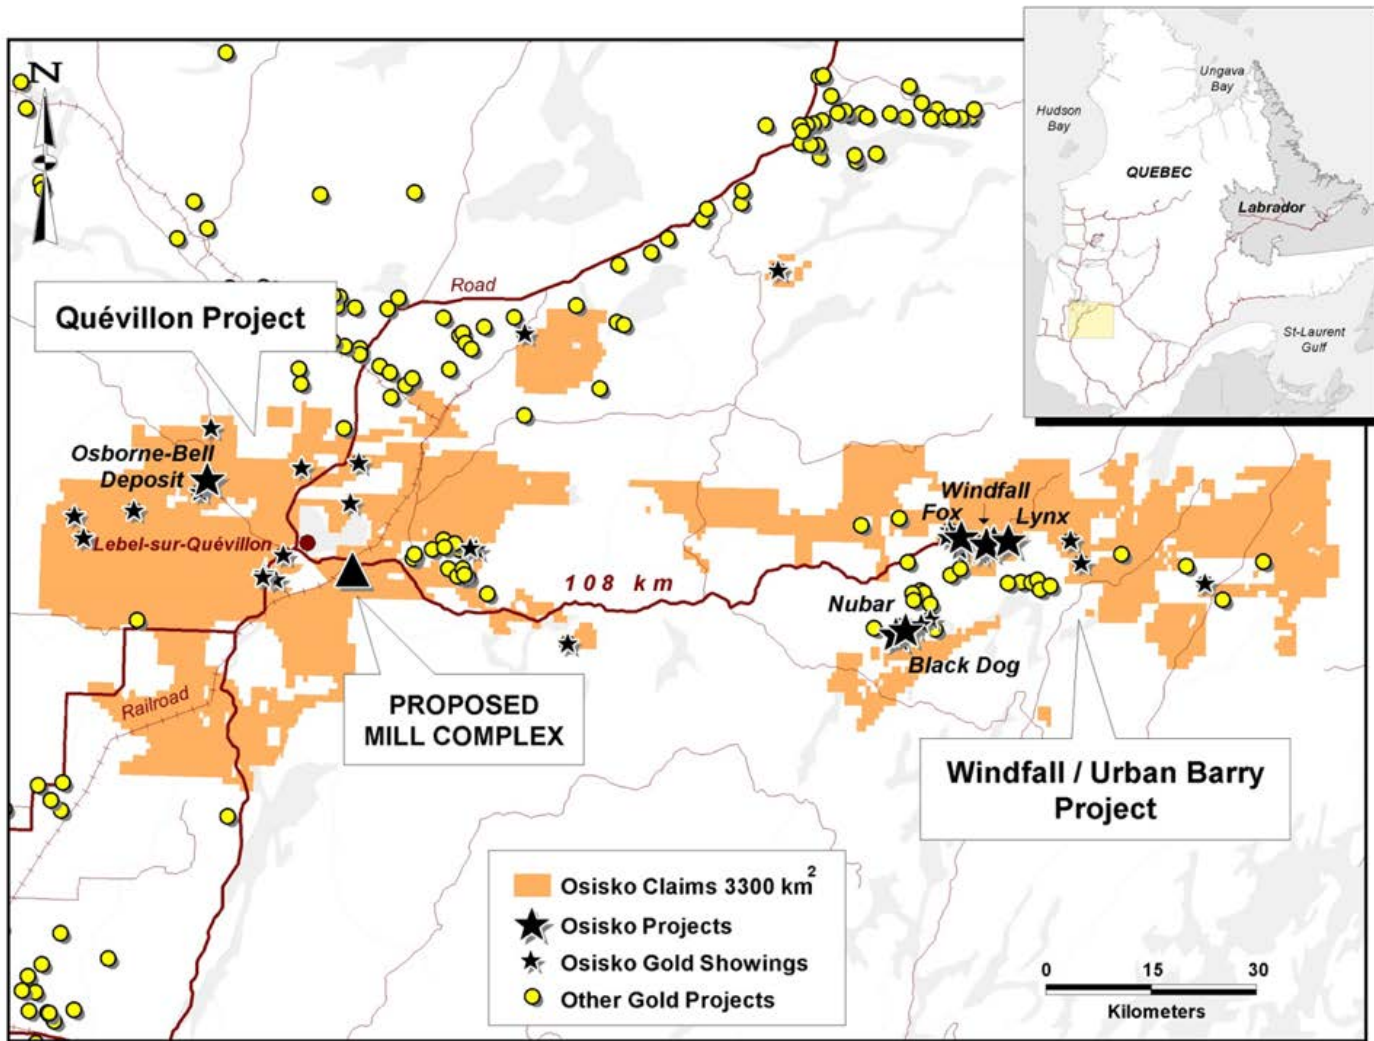 N
Hudson
Bay
Ungava
Bay
QUEBEC
Labrador
St-Laurent
Gulf
Road
Quévillon Project
Osborne-Bell
Deposit
Lebel-sur-Quévillon
Windfall
Fox
Lynx
108 km
Nubar
Black Dog
Railroad
PROPOSED
MILL COMPLEX
Windfall / Urban Barry
Project
Osisko Claims 3300 km²
Osisko Projects
Osisko Gold Showings
Other Gold Projects
0 15 30
Kilometers